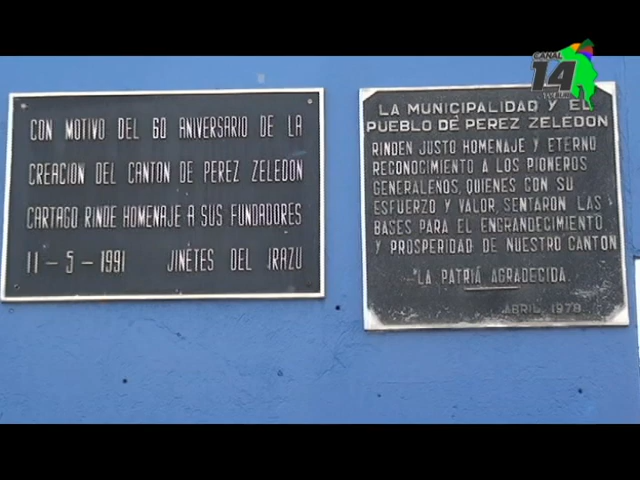 CANAL
14
CON MOTIVO DEL 60 ANIVERSARIO DE LA
CREACION DEL CANTON DE PEREZ ZELEDON
CARTAGO RINDE HOMENAJE A SUS FUNDADORES
11-5-1991 JINETES DEL IRAZU
LA MUNICIPALIDAD Y EL
PUEBLO DE PEREZ ZELEDON
RINDEN JUSTO HOMENAJE Y ETERNO
RECONOCIMIENTO A LOS PIONEROS
GENERALEÑOS, QUIENES CON SU
ESFUERZO Y VALOR, SENTARON LAS
BASES PARA EL ENGRANDECIMIENTO
Y PROSPERIDAD DE NUESTRO CANTON
"LA PATRIA AGRADECIDA.
ABRIL, 1978